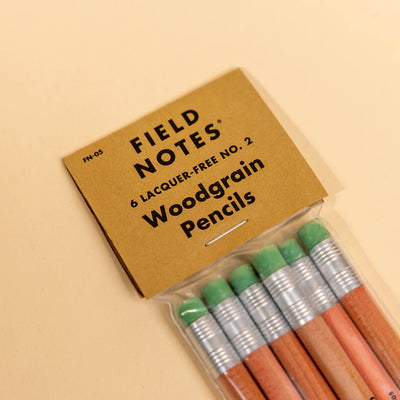 FN-05
FIELD
NOTES®
6 LACQUER-FREE NO. 2
Woodgrain
Pencils